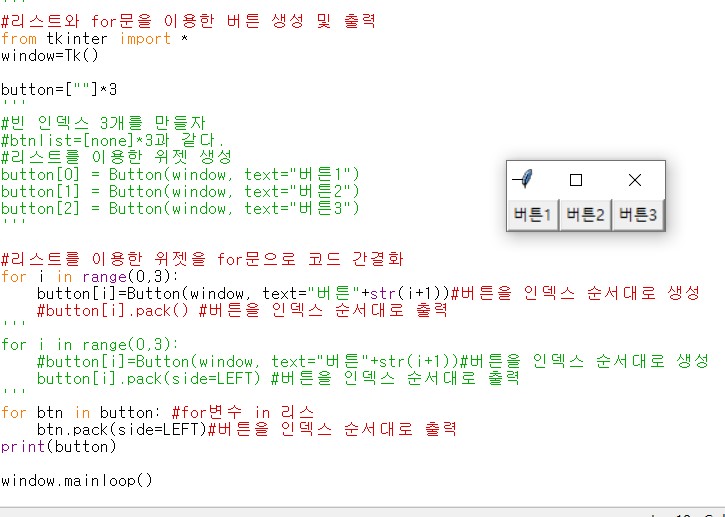 '''
#리스트와 for문을 이용한 버튼 생성 및 출력
from tkinter import *
window=Tk()
button=[""]*3
'''
#빈 인덱스 3개를 만들자
#btnlist=[none]*3과 같다.
#리스트를 이용한 위젯 생성
button[0] = Button(window, text="버튼1")
button[1] = Button(window, text="버튼2")
button[2] = Button(window, text="버튼3")
'''
버튼1 버튼2 버튼3
#리스트를 이용한 위젯을 for문으로 코드 간결화
for i in range(0,3):
    button[i]=Button(window, text="버튼"+str(i+1))#버튼을 인덱스 순서대로 생성
    #button[i].pack() #버튼을 인덱스 순서대로 출력
'''
for i in range(0,3):
    #button[i]=Button(window, text="버튼"+str(i+1))#버튼을 인덱스 순서대로 생성
    button[i].pack(side=LEFT) #버튼을 인덱스 순서대로 출력
'''
for btn in button: #for변수 in 리스
    btn.pack(side=LEFT)#버튼을 인덱스 순서대로 출력
print(button)
window.mainloop()